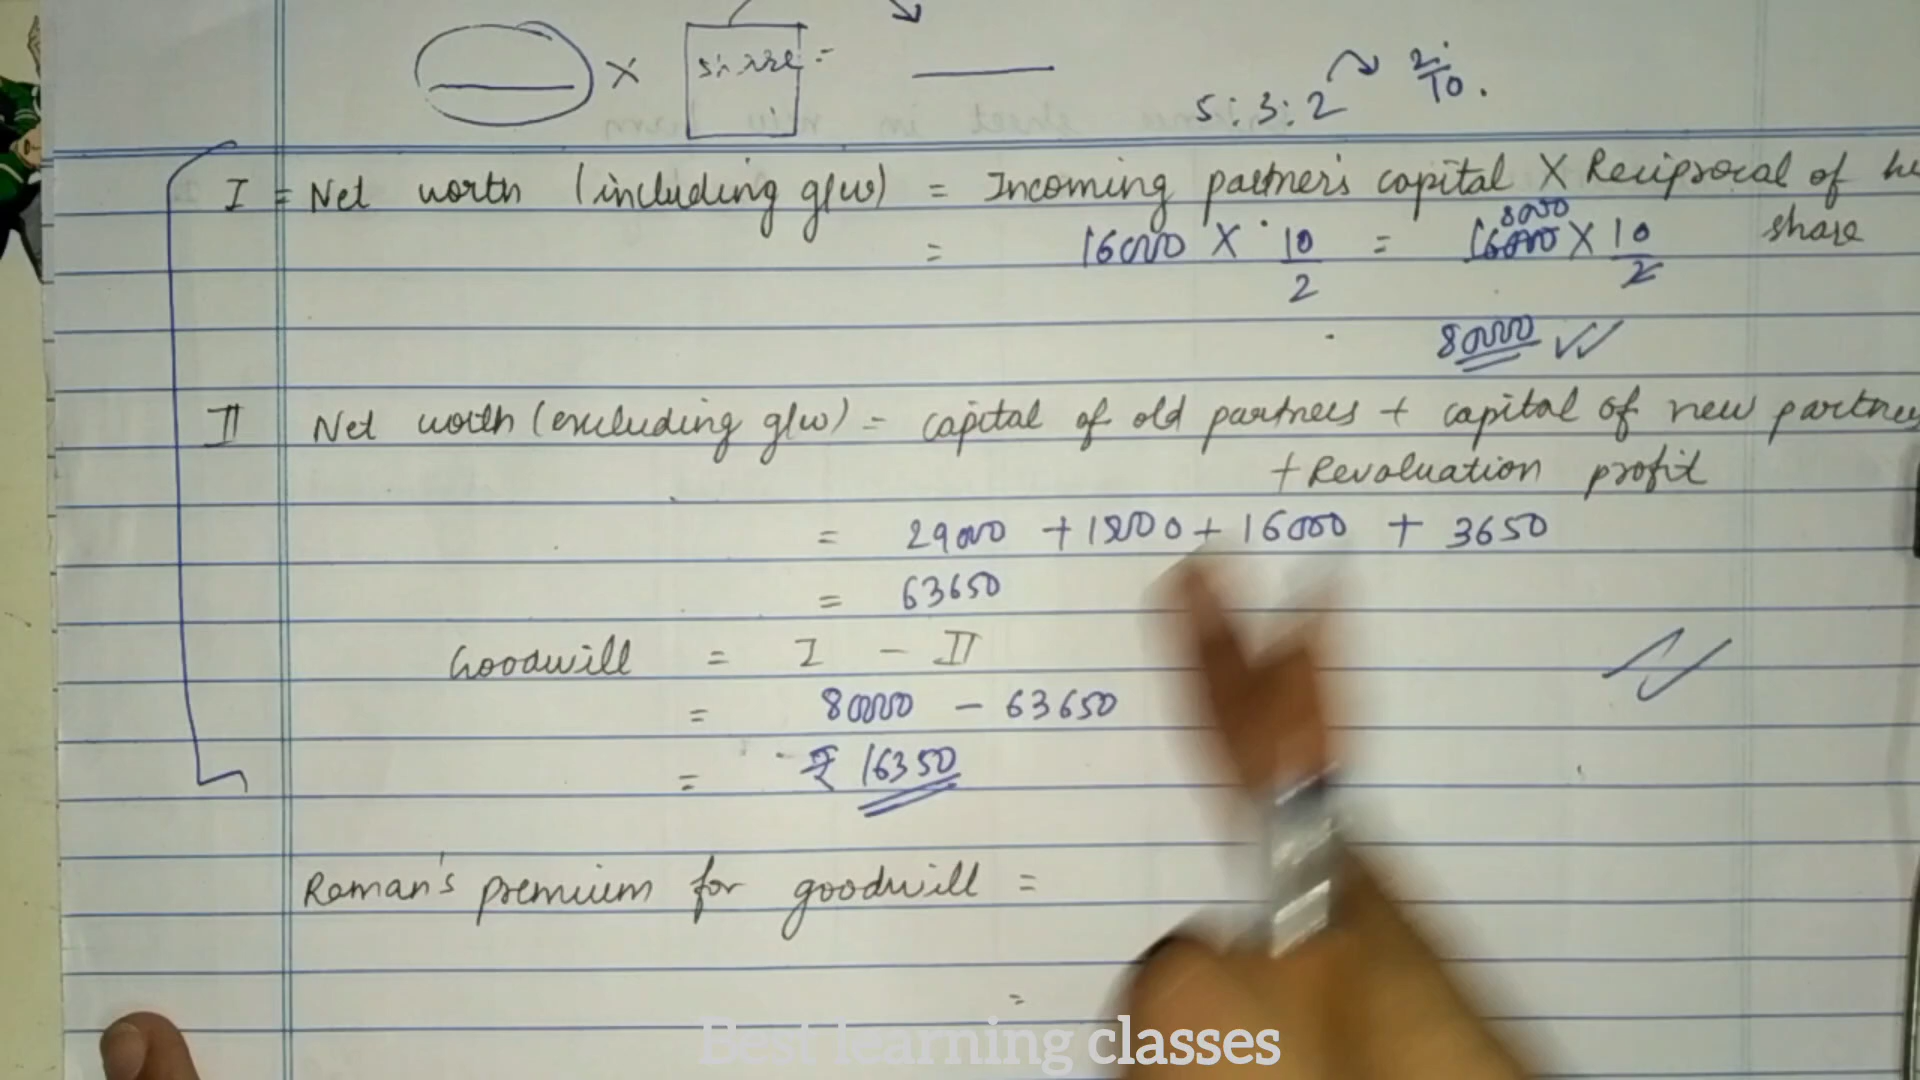 X share =
5 : 3 : 2 2/10.
I = Net worth (including g/w) = Incoming partner's capital X Reciprocal of
share
= 16000 X 10/2 = 16000 8000 X 10/2
80000
II Net worth (excluding g/w) = capital of old partners + capital of new partner
+ Revaluation profit
= 29000 + 15000 + 16000 + 3650
= 63650
Goodwill = I - II
= 80000 - 63650
= ₹ 16350
Raman's premium for goodwill =
=
Best learning classes